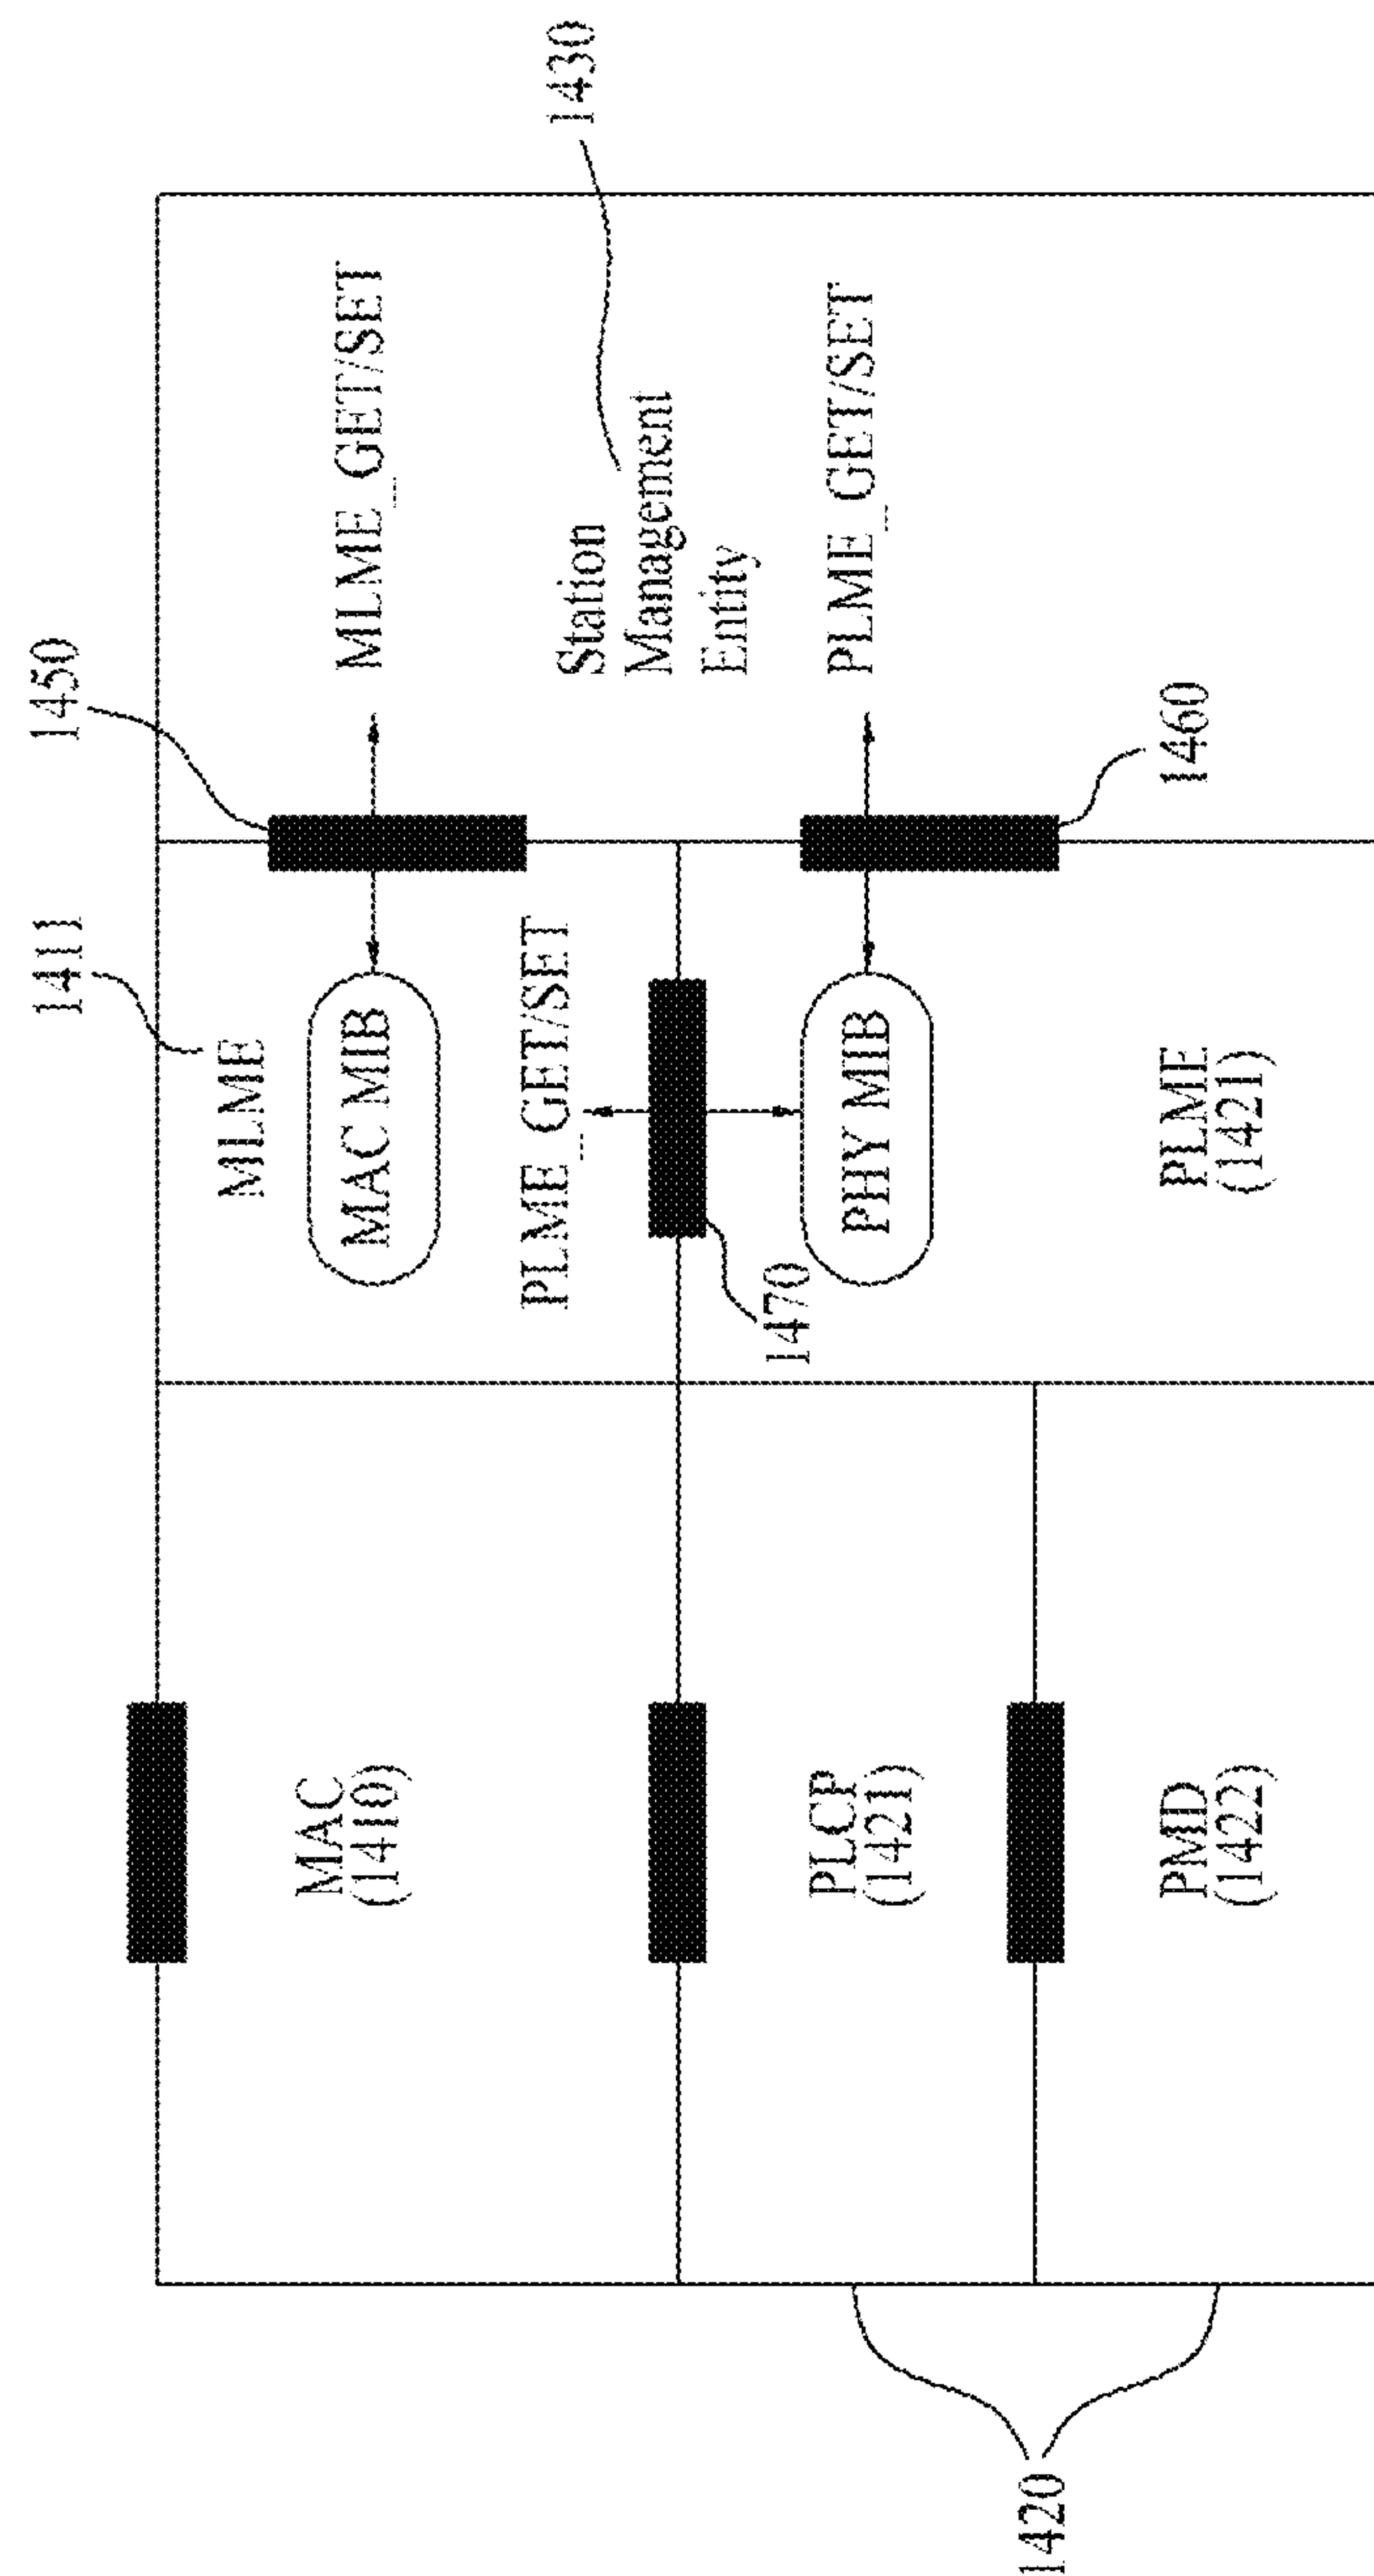 1411
1450
MLME
MAC
(1410)
MAC MIB
MLME_GET/SET
PLME_GET/SET
Station
Management
Entity
1430
1470
PLCP
(1421)
PHY MIB
PLME_GET/SET
1420
PMD
(1422)
PLME
(1421)
1460